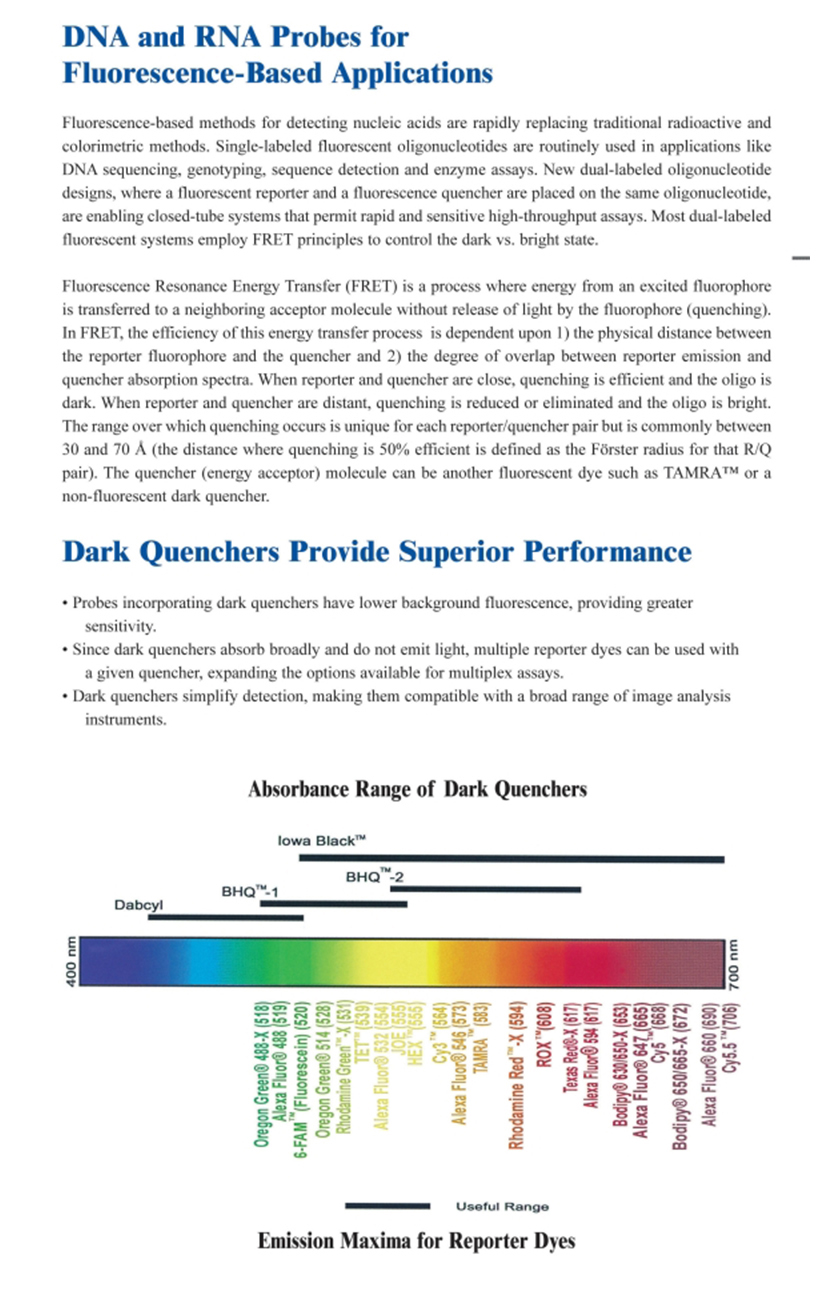 DNA and RNA Probes for
Fluorescence-Based Applications
Fluorescence-based methods for detecting nucleic acids are rapidly replacing traditional radioactive and
colorimetric methods. Single-labeled fluorescent oligonucleotides are routinely used in applications like
DNA sequencing, genotyping, sequence detection and enzyme assays. New dual-labeled oligonucleotide
designs, where a fluorescent reporter and a fluorescence quencher are placed on the same oligonucleotide,
are enabling closed-tube systems that permit rapid and sensitive high-throughput assays. Most dual-labeled
fluorescent systems employ FRET principles to control the dark vs. bright state.
Fluorescence Resonance Energy Transfer (FRET) is a process where energy from an excited fluorophore
is transferred to a neighboring acceptor molecule without release of light by the fluorophore (quenching).
In FRET, the efficiency of this energy transfer process is dependent upon 1) the physical distance between
the reporter fluorophore and the quencher and 2) the degree of overlap between reporter emission and
quencher absorption spectra. When reporter and quencher are close, quenching is efficient and the oligo is
dark. When reporter and quencher are distant, quenching is reduced or eliminated and the oligo is bright.
The range over which quenching occurs is unique for each reporter/quencher pair but is commonly between
30 and 70 Å (the distance where quenching is 50% efficient is defined as the Förster radius for that R/Q
pair). The quencher (energy acceptor) molecule can be another fluorescent dye such as TAMRA™ or a
non-fluorescent dark quencher.
Dark Quenchers Provide Superior Performance
• Probes incorporating dark quenchers have lower background fluorescence, providing greater
sensitivity.
• Since dark quenchers absorb broadly and do not emit light, multiple reporter dyes can be used with
a given quencher, expanding the options available for multiplex assays.
• Dark quenchers simplify detection, making them compatible with a broad range of image analysis
instruments.
Absorbance Range of Dark Quenchers
Iowa Black™
BHQ™-2
BHQ™-1
Dabcyl
400 nm
700 nm
Oregon Green® 488-X (518)
Alexa Fluor® 488 (519)
6-FAM™ (Fluorescein) (520)
Oregon Green® 514 (528)
Rhodamine Green™-X (531)
TET™ (539)
Alexa Fluor® 532 (554)
JOE (555)
HEX™ (555)
Cy3™ (564)
Alexa Fluor® 546 (573)
TAMRA™ (583)
Rhodamine Red™-X (594)
ROX™ (608)
Texas Red®-X (617)
Alexa Fluor® 594 (617)
Bodipy® 630/650-X (653)
Alexa Fluor® 647 (665)
Cy5™ (668)
Bodipy® 650/665-X (672)
Alexa Fluor® 660 (690)
Cy5.5™ (706)
Useful Range
Emission Maxima for Reporter Dyes